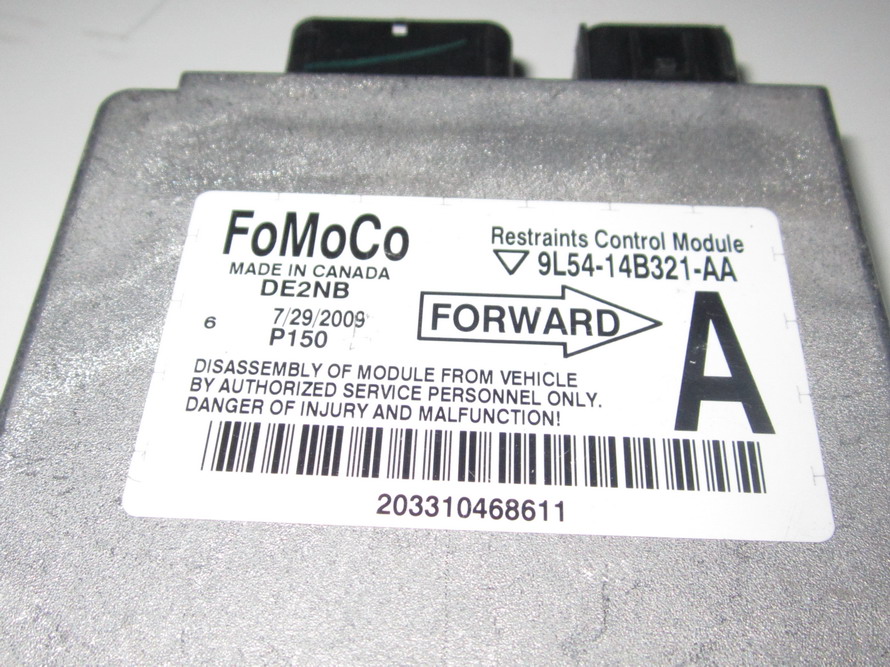 FoMoCo
MADE IN CANADA
DE2NB
6 7/29/2009
P150
Restraints Control Module
9L54-14B321-AA
FORWARD
A
DISASSEMBLY OF MODULE FROM VEHICLE
BY AUTHORIZED SERVICE PERSONNEL ONLY.
DANGER OF INJURY AND MALFUNCTION!
203310468611